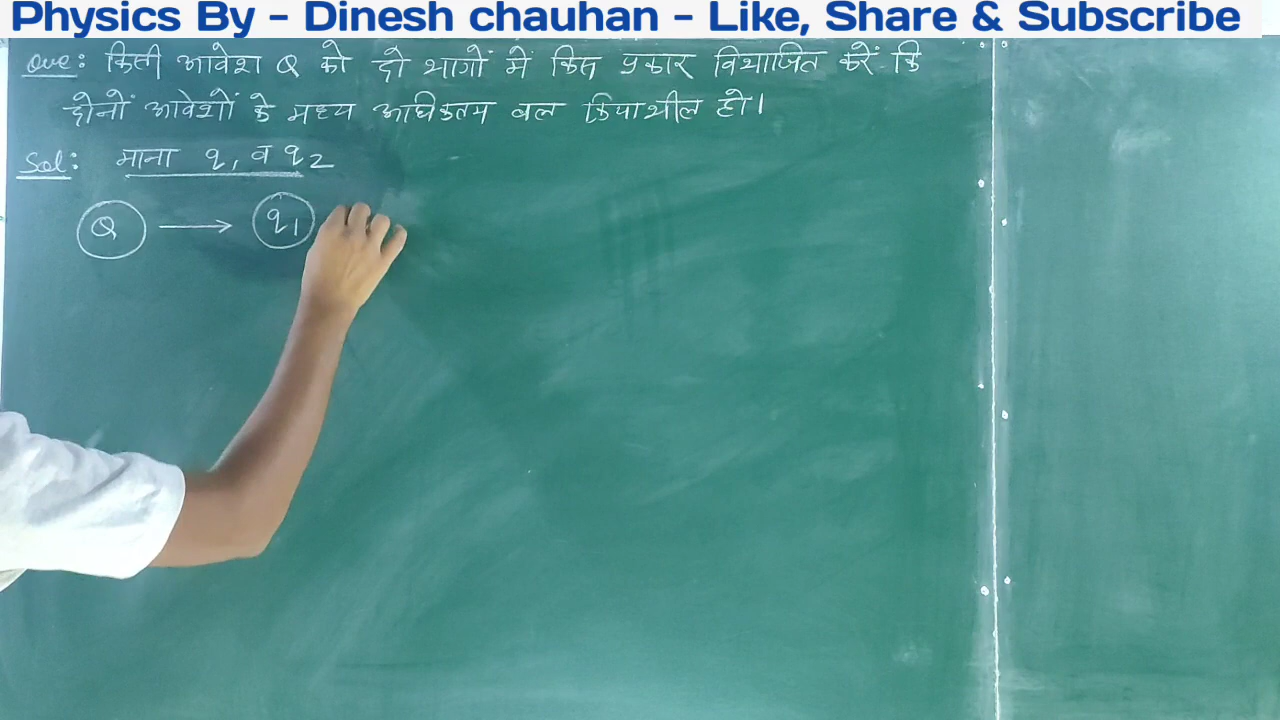 Physics By - Dinesh chauhan - Like, Share & Subscribe
Que: किसी आवेश Q को दो भागों में किस प्रकार विभाजित करें कि
दोनों आवेशों के मध्य अधिकतम बल क्रियाशील हो।
Sol: माना q1 व q2
Q → q1